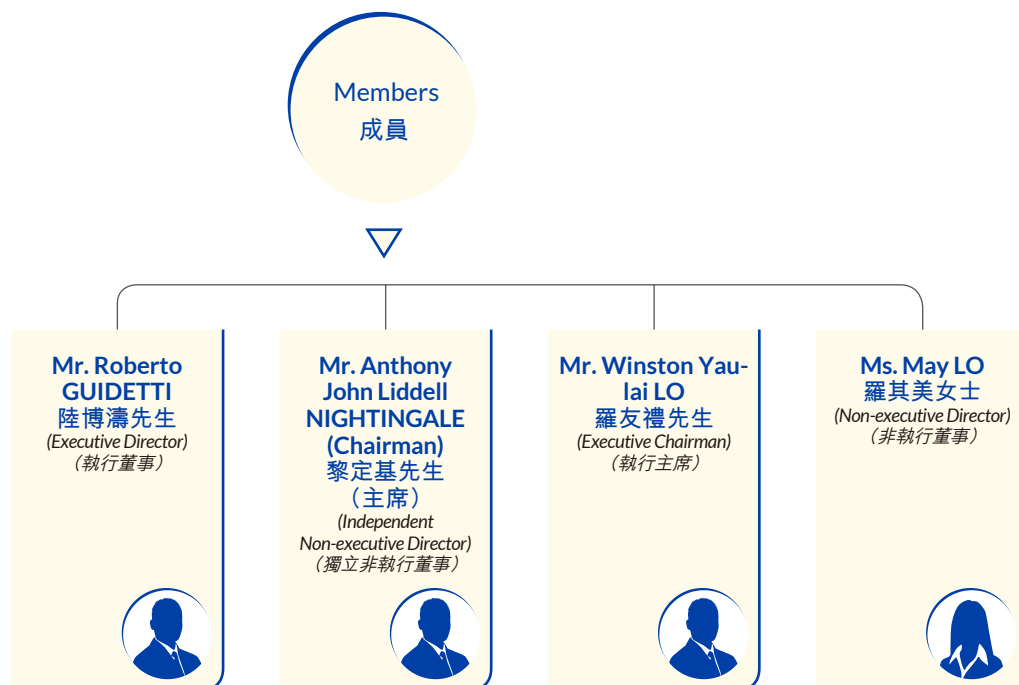 Members
成員
Mr. Roberto
GUIDETTI
陸博濤先生
(Executive Director)
（執行董事）
Mr. Anthony
John Liddell
NIGHTINGALE
(Chairman)
黎定基先生
（主席）
(Independent
Non-executive Director)
（獨立非執行董事）
Mr. Winston Yau-
lai LO
羅友禮先生
(Executive Chairman)
（執行主席）
Ms. May LO
羅其美女士
(Non-executive Director)
（非執行董事）